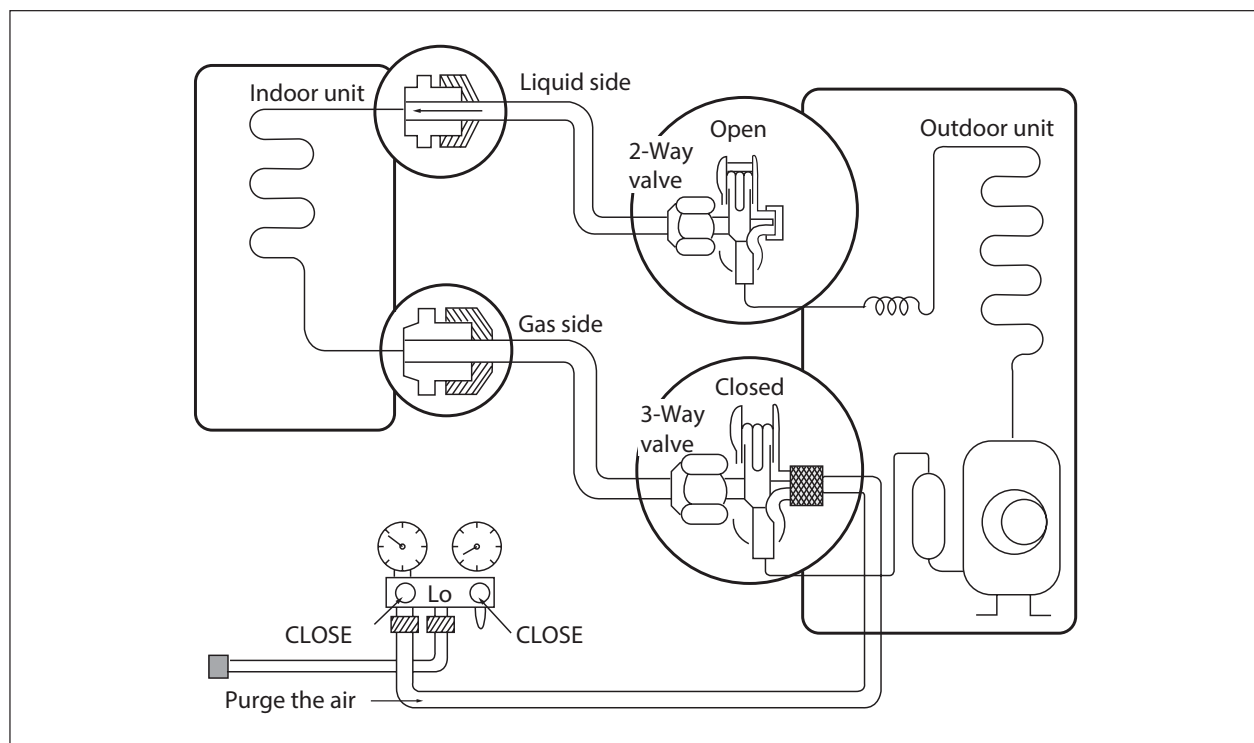 Indoor unit
Liquid side
Open
2-Way
valve
Outdoor unit
Gas side
Closed
3-Way
valve
Lo
CLOSE
CLOSE
Purge the air